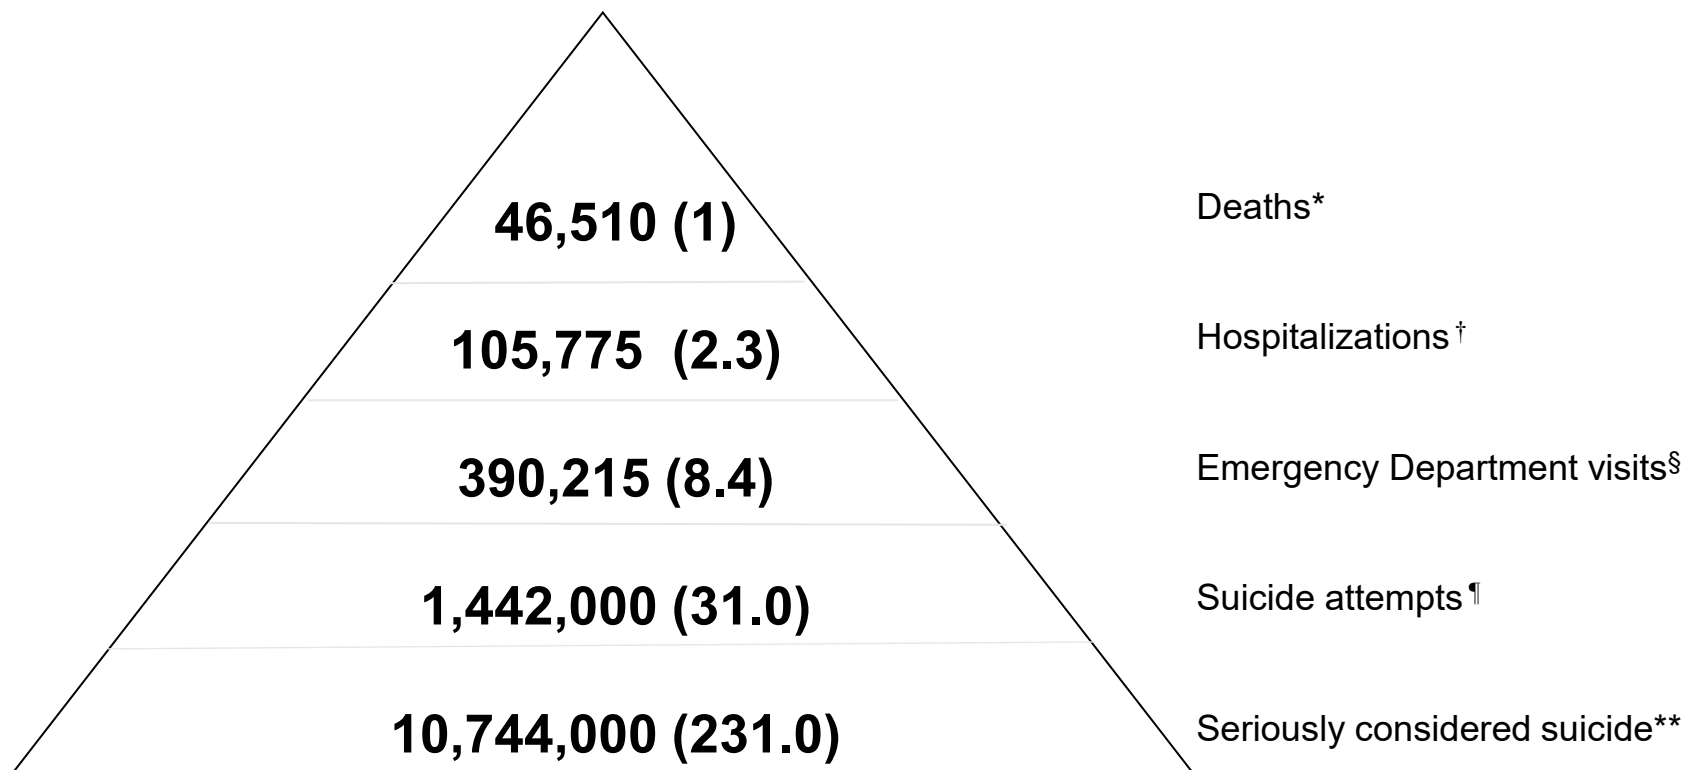 46,510 (1)
Deaths*
105,775  (2.3)
Hospitalizations†
390,215 (8.4)
Emergency Department visits§
1,442,000 (31.0)
Suicide attempts¶
10,744,000 (231.0)
Seriously considered suicide**